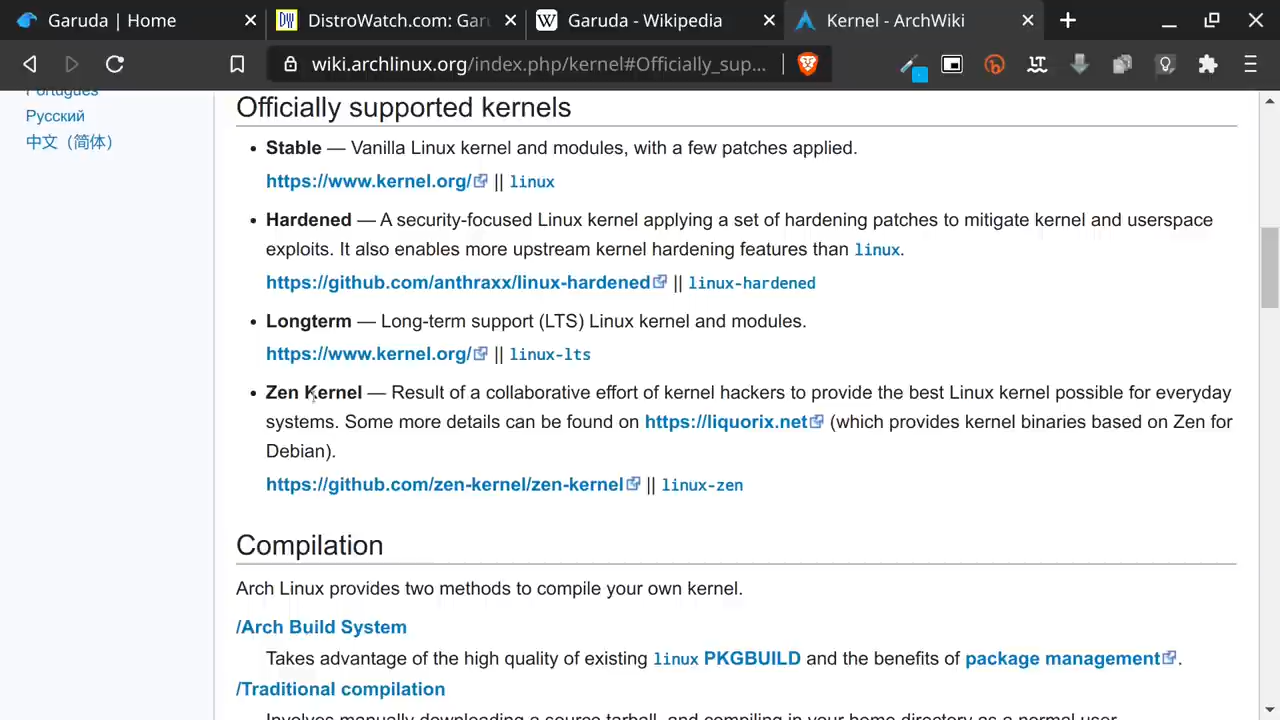 Garuda | Home
DistroWatch.com: Garu
Garuda - Wikipedia
Kernel - ArchWiki
wiki.archlinux.org/index.php/kernel#Officially_sup...
Português
Русский
中文（简体）
Officially supported kernels
• Stable — Vanilla Linux kernel and modules, with a few patches applied.
https://www.kernel.org/ || linux
• Hardened — A security-focused Linux kernel applying a set of hardening patches to mitigate kernel and userspace
exploits. It also enables more upstream kernel hardening features than linux.
https://github.com/anthraxx/linux-hardened || linux-hardened
• Longterm — Long-term support (LTS) Linux kernel and modules.
https://www.kernel.org/ || linux-lts
• Zen Kernel — Result of a collaborative effort of kernel hackers to provide the best Linux kernel possible for everyday
systems. Some more details can be found on https://liquorix.net (which provides kernel binaries based on Zen for
Debian).
https://github.com/zen-kernel/zen-kernel || linux-zen
Compilation
Arch Linux provides two methods to compile your own kernel.
/Arch Build System
Takes advantage of the high quality of existing linux PKGBUILD and the benefits of package management.
/Traditional compilation
Involves manually downloading a source tarball, and compiling in your home directory as a normal user.